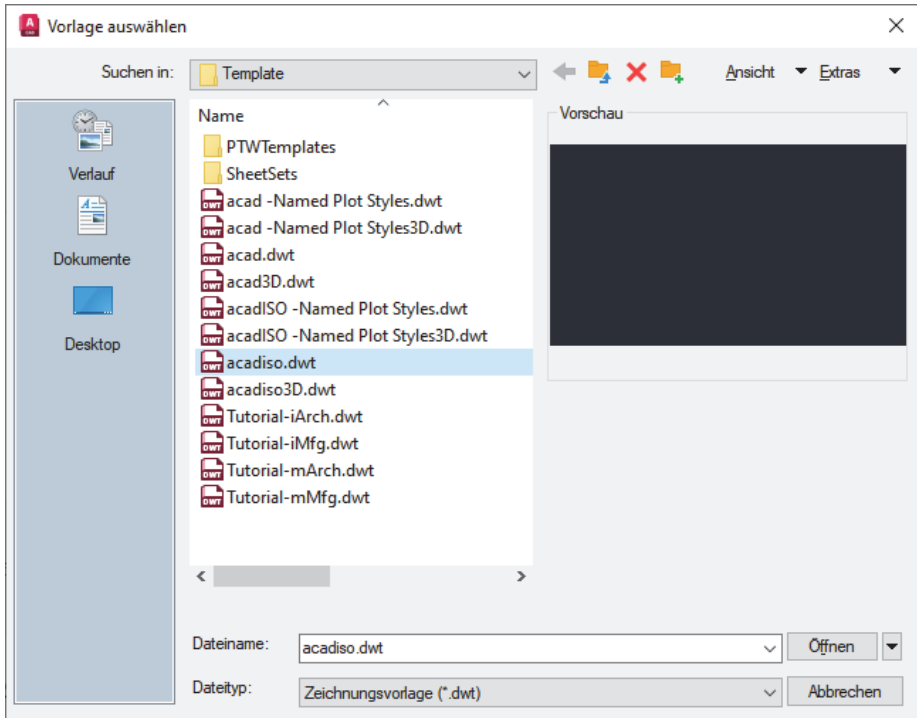 Vorlage auswählen
Suchen in:
Template
Ansicht
Extras
Verlauf
Dokumente
Desktop
Name
PTWTemplates
SheetSets
acad -Named Plot Styles.dwt
acad -Named Plot Styles3D.dwt
acad.dwt
acad3D.dwt
acadISO -Named Plot Styles.dwt
acadISO -Named Plot Styles3D.dwt
acadiso.dwt
acadiso3D.dwt
Tutorial-iArch.dwt
Tutorial-iMfg.dwt
Tutorial-mArch.dwt
Tutorial-mMfg.dwt
Vorschau
Dateiname:
acadiso.dwt
Öffnen
Dateityp:
Zeichnungsvorlage (*.dwt)
Abbrechen